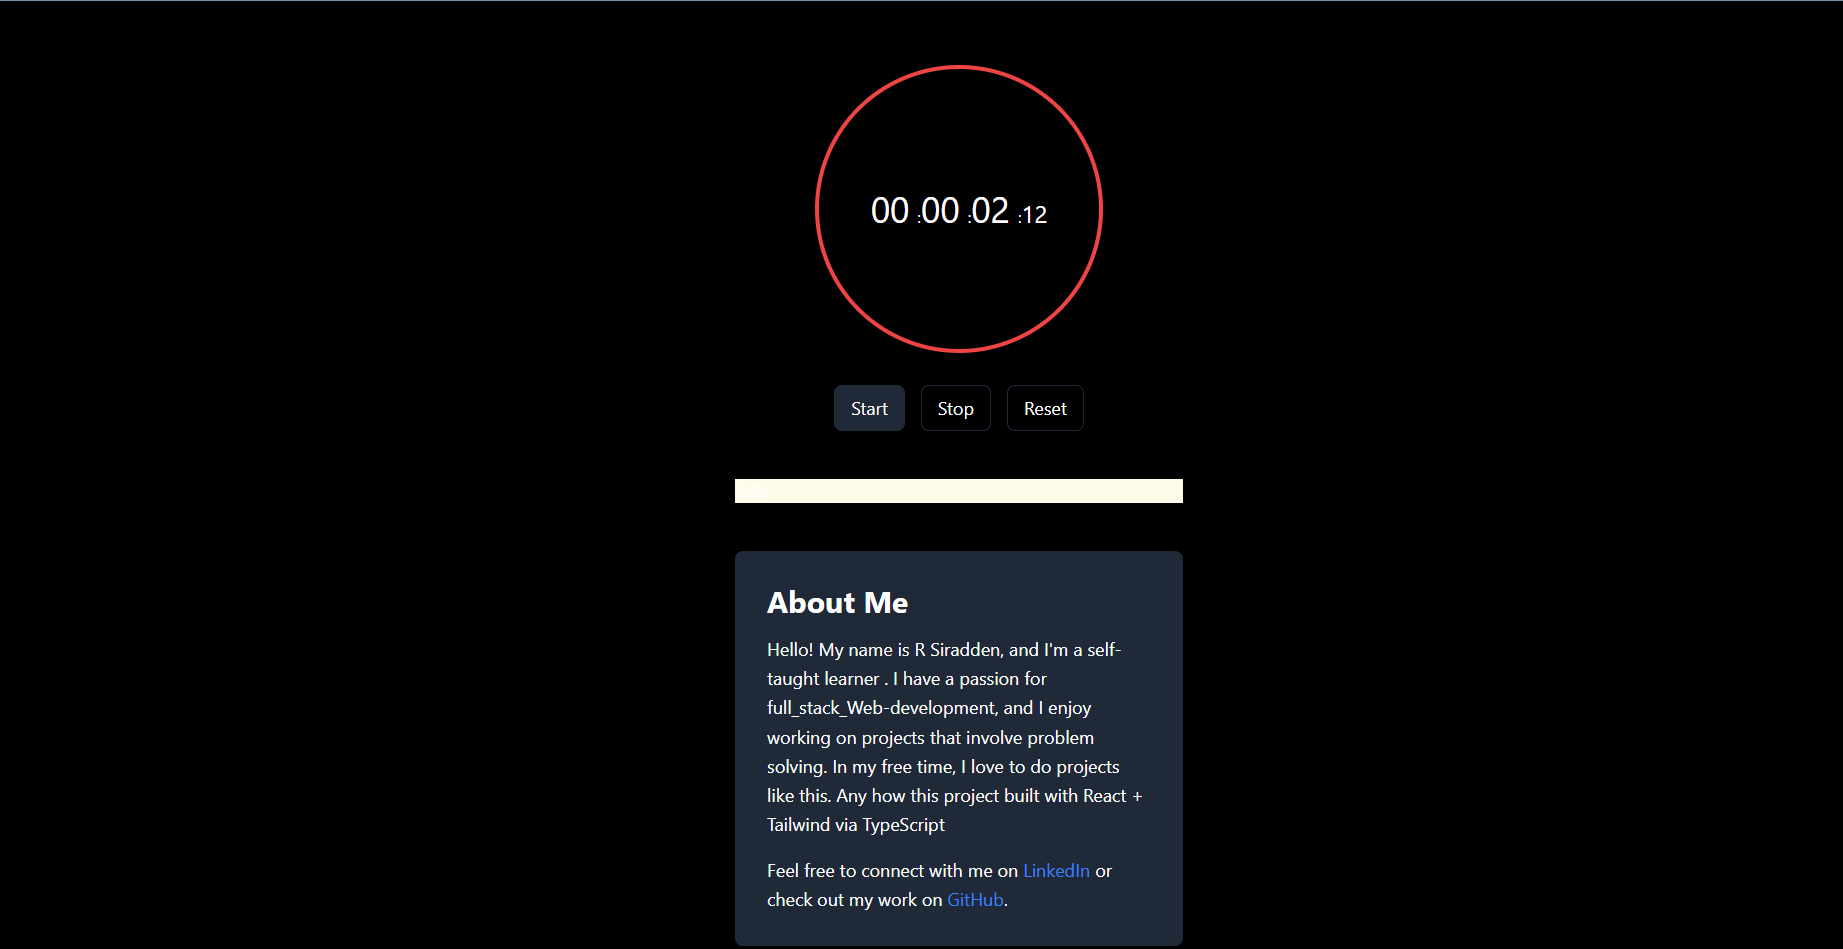 00 :00 :02 :12
Start Stop Reset
About Me
Hello! My name is R Siradden, and I'm a self-
taught learner . I have a passion for
full_stack_Web-development, and I enjoy
working on projects that involve problem
solving. In my free time, I love to do projects
like this. Any how this project built with React +
Tailwind via TypeScript
Feel free to connect with me on LinkedIn or
check out my work on GitHub.